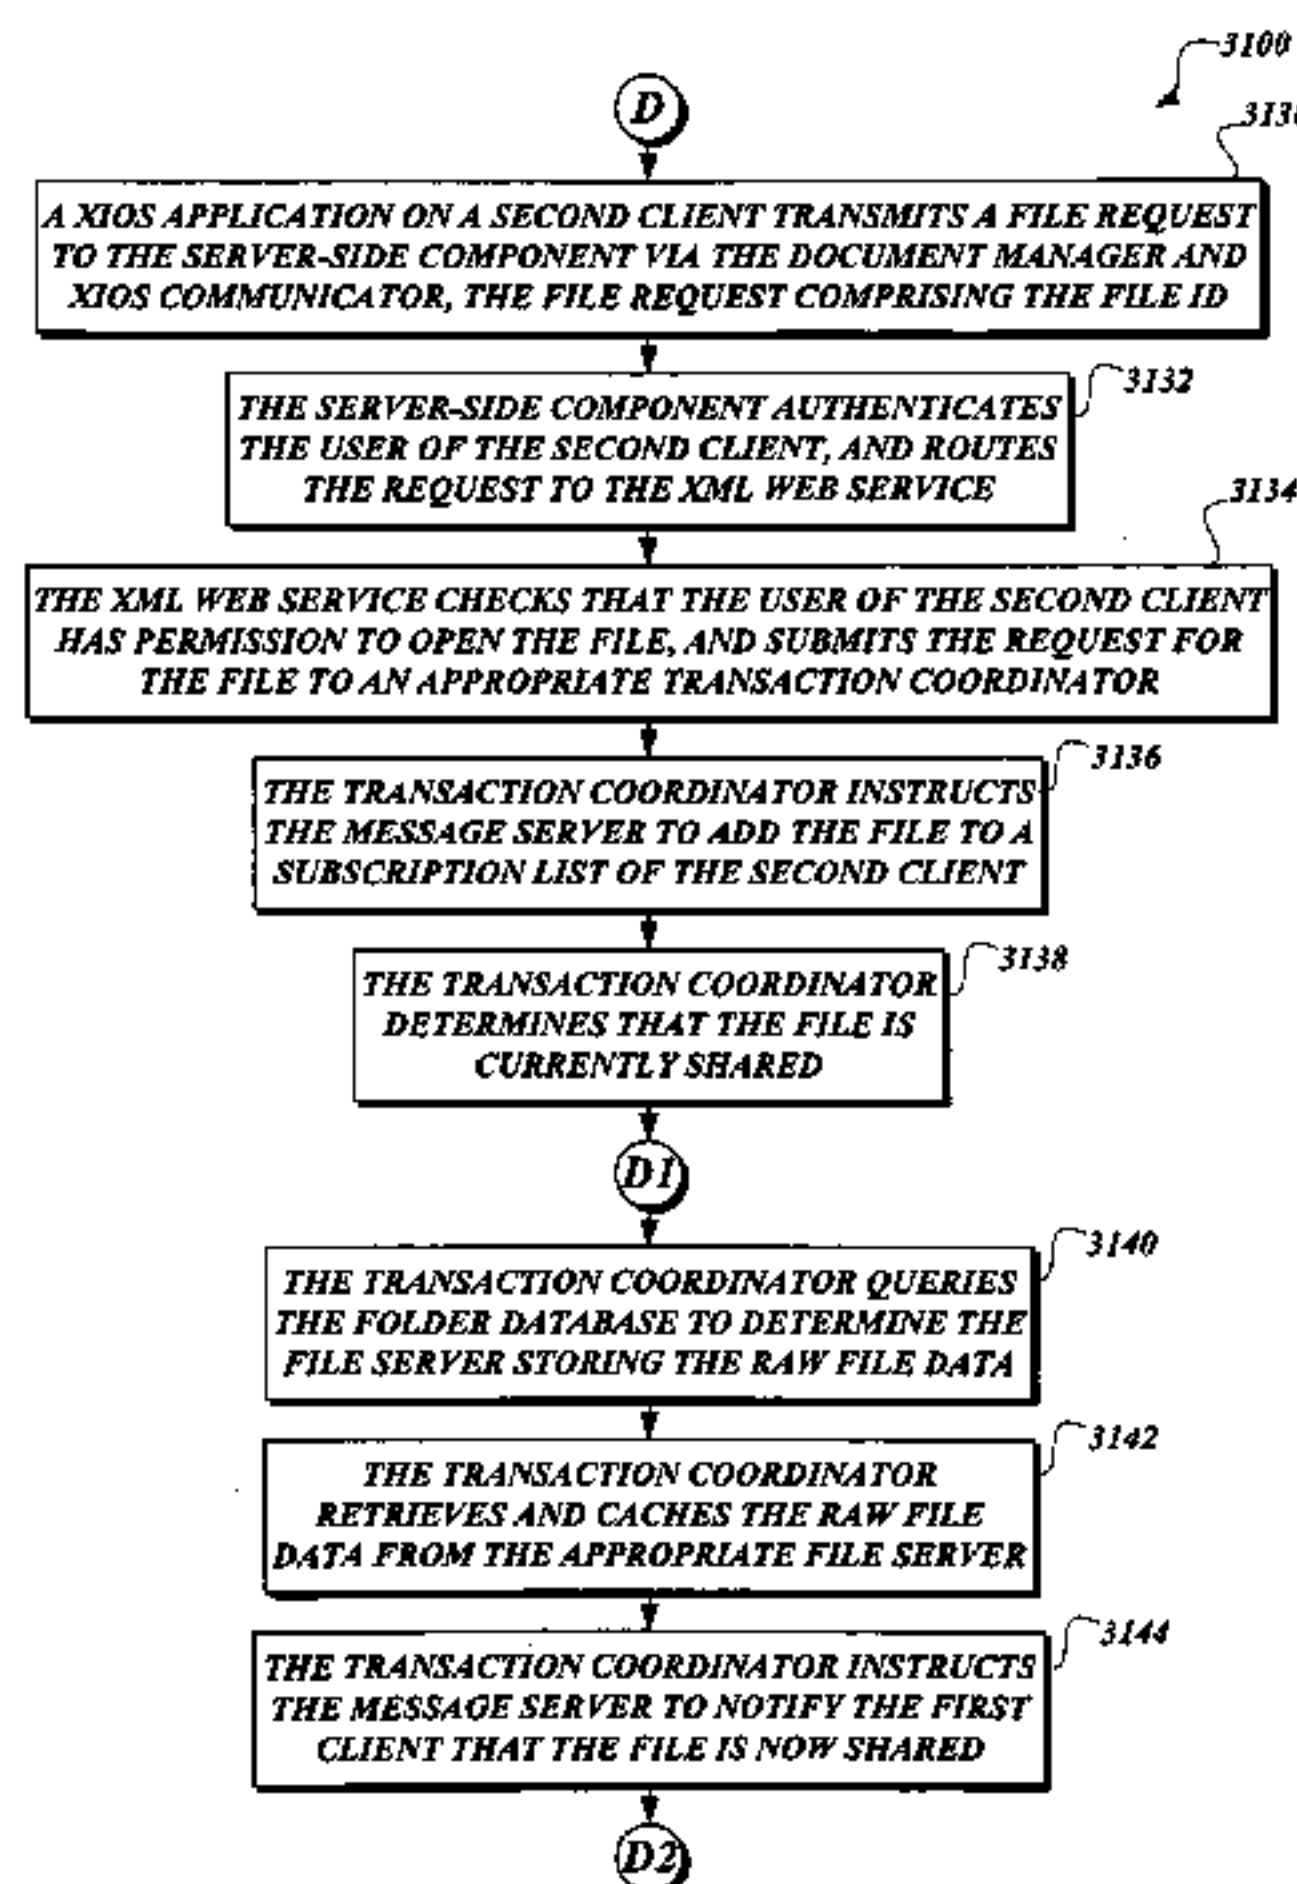 3100
D
A XIOS APPLICATION ON A SECOND CLIENT TRANSMITS A FILE REQUEST
TO THE SERVER-SIDE COMPONENT VIA THE DOCUMENT MANAGER AND
XIOS COMMUNICATOR, THE FILE REQUEST COMPRISING THE FILE ID
3132
THE SERVER-SIDE COMPONENT AUTHENTICATES
THE USER OF THE SECOND CLIENT, AND ROUTES
THE REQUEST TO THE XML WEB SERVICE
3134
THE XML WEB SERVICE CHECKS THAT THE USER OF THE SECOND CLIENT
HAS PERMISSION TO OPEN THE FILE, AND SUBMITS THE REQUEST FOR
THE FILE TO AN APPROPRIATE TRANSACTION COORDINATOR
3136
THE TRANSACTION COORDINATOR INSTRUCTS
THE MESSAGE SERVER TO ADD THE FILE TO A
SUBSCRIPTION LIST OF THE SECOND CLIENT
3138
THE TRANSACTION COORDINATOR
DETERMINES THAT THE FILE IS
CURRENTLY SHARED
D1
3140
THE TRANSACTION COORDINATOR QUERIES
THE FOLDER DATABASE TO DETERMINE THE
FILE SERVER STORING THE RAW FILE DATA
3142
THE TRANSACTION COORDINATOR
RETRIEVES AND CACHES THE RAW FILE
DATA FROM THE APPROPRIATE FILE SERVER
3144
THE TRANSACTION COORDINATOR INSTRUCTS
THE MESSAGE SERVER TO NOTIFY THE FIRST
CLIENT THAT THE FILE IS NOW SHARED
D2